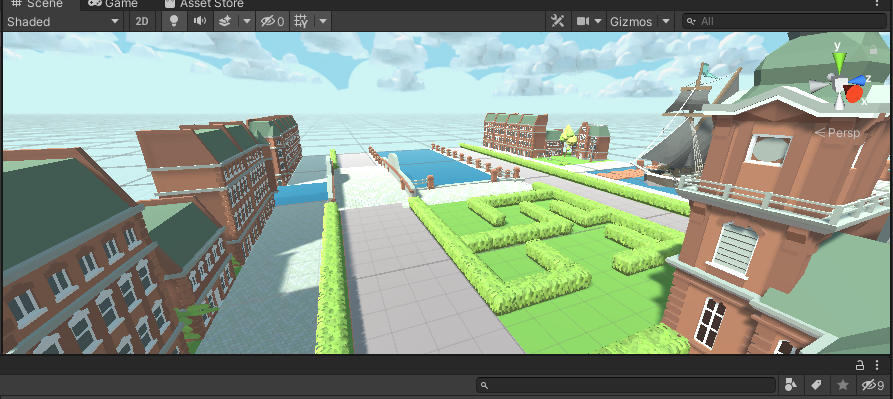 Scene Game Asset Store
Shaded 2D 0 Gizmos All
y
z
x
Persp
9